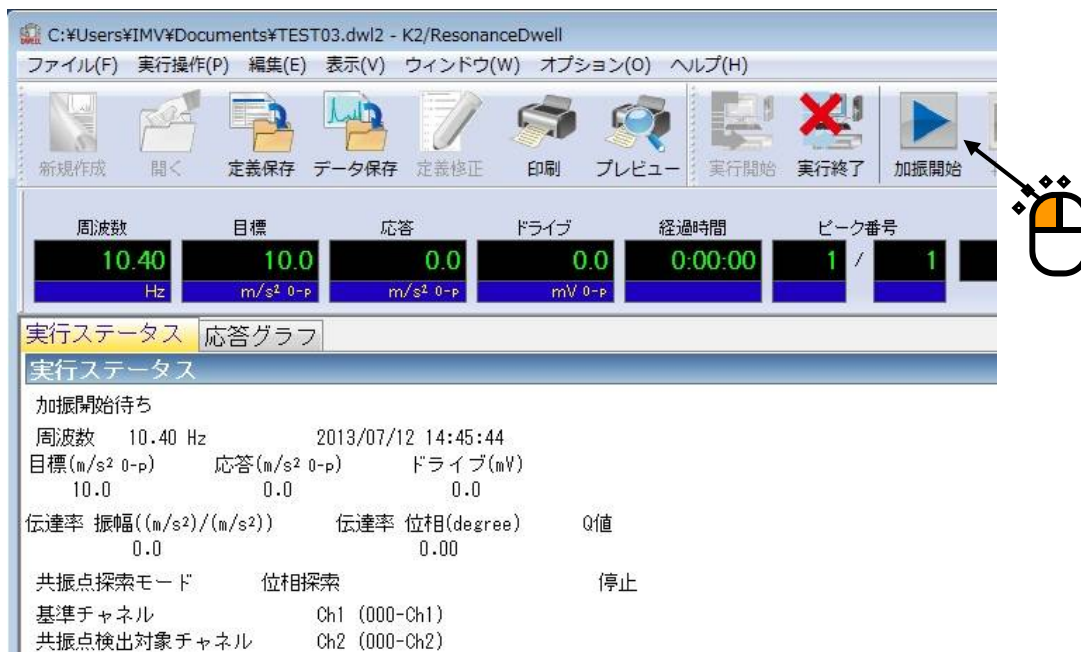 C:¥Users¥IMV¥Documents¥TEST03.dwl2 - K2/ResonanceDwell
ファイル(F) 実行操作(P) 編集(E) 表示(V) ウィンドウ(W) オプション(O) ヘルプ(H)
新規作成 開く 定義保存 データ保存 定義修正 印刷 プレビュー 実行開始 実行終了 加振開始
周波数 目標 応答 ドライブ 経過時間 ピーク番号
10.40 10.0 0.0 0.0 0:00:00 1 / 1
Hz m/s² 0-p m/s² 0-p mV 0-p
実行ステータス 応答グラフ
実行ステータス
加振開始待ち
周波数 10.40 Hz 2013/07/12 14:45:44
目標(m/s² 0-p) 応答(m/s² 0-p) ドライブ(mV)
10.0 0.0 0.0
伝達率 振幅((m/s²)/(m/s²)) 伝達率 位相(degree) Q値
0.0 0.00
共振点探索モード 位相探索 停止
基準チャネル Ch1 (000-Ch1)
共振点検出対象チャネル Ch2 (000-Ch2)